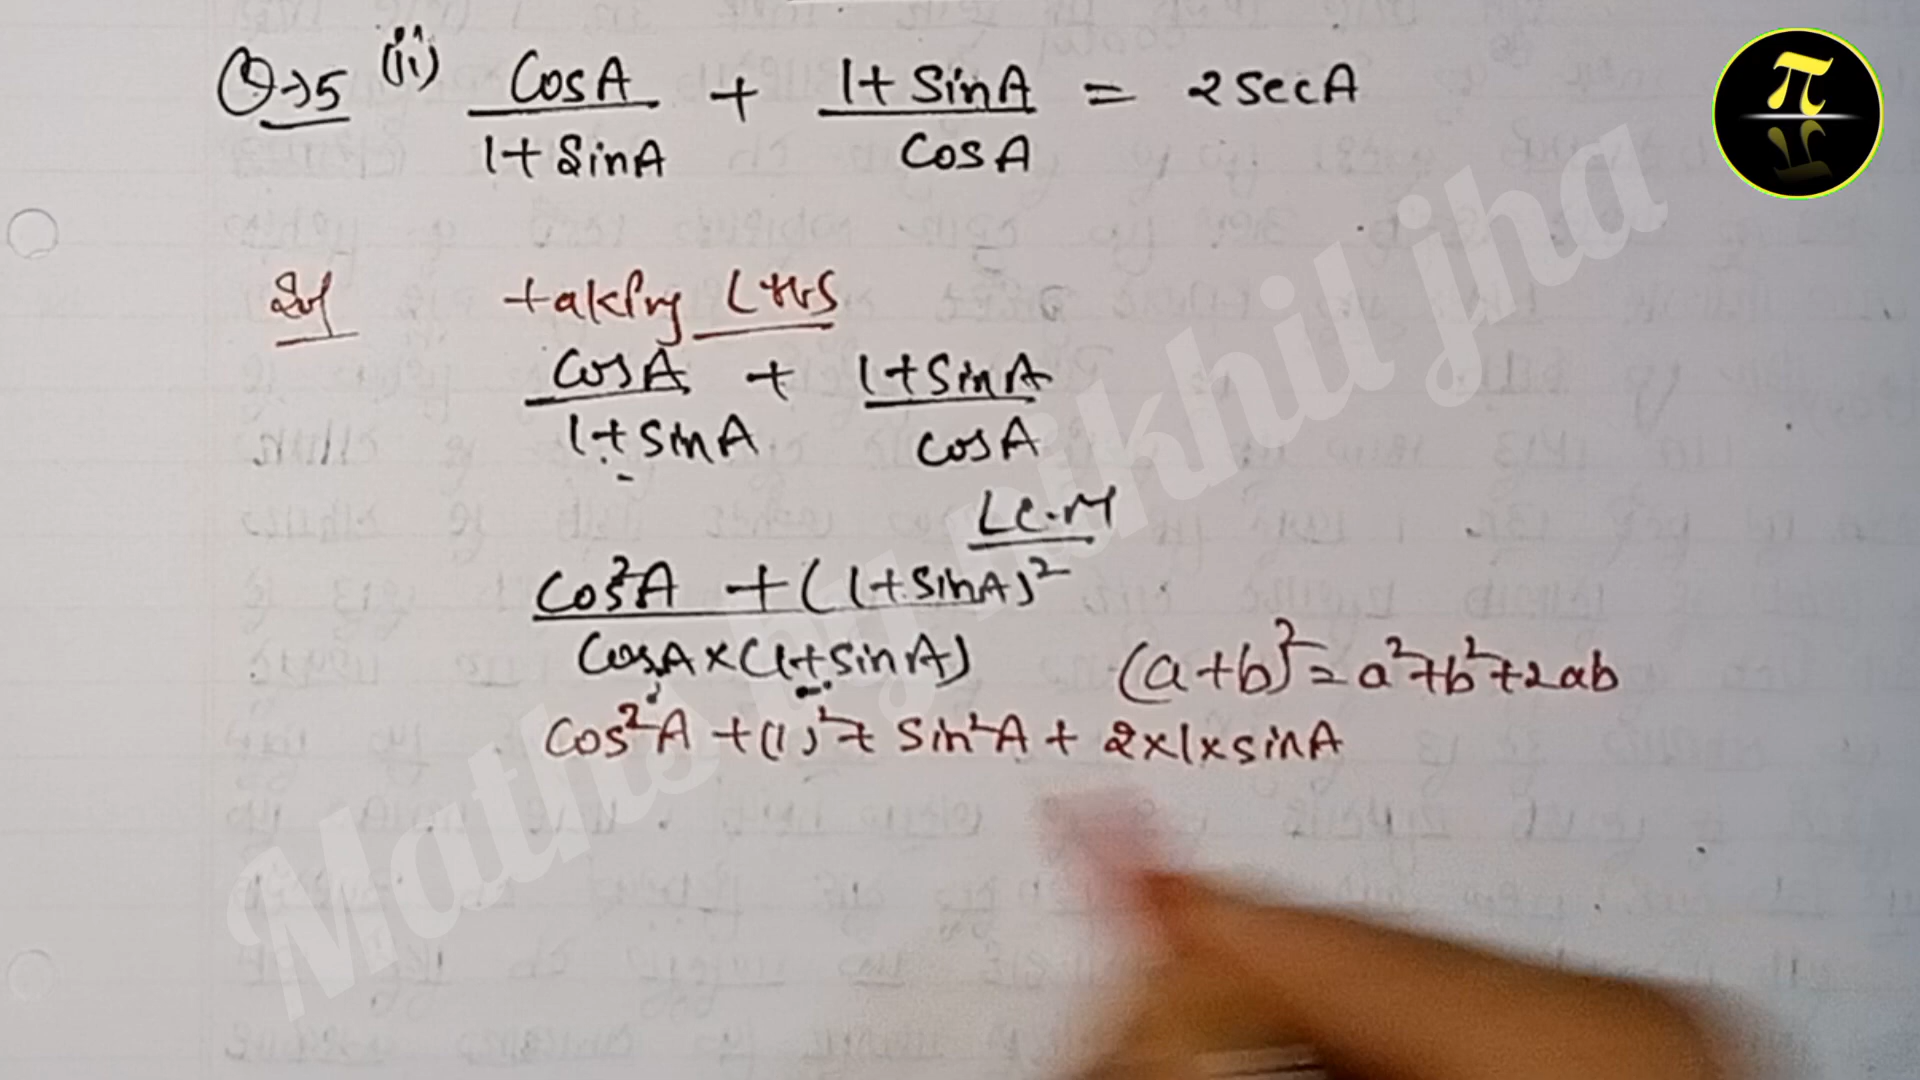 Q→5 (ii) CosA/1+SinA + 1+SinA/CosA = 2secA
Sol taking LHS
CosA/1+SinA + 1+SinA/cosA
LC.M
Cos²A + (1+SinA)²/CosA×(1+SinA)
(a+b)²=a²+b²+2ab
Cos²A +(1)²+ Sin²A + 2×1×sinA
Maths by nikhil jha
π